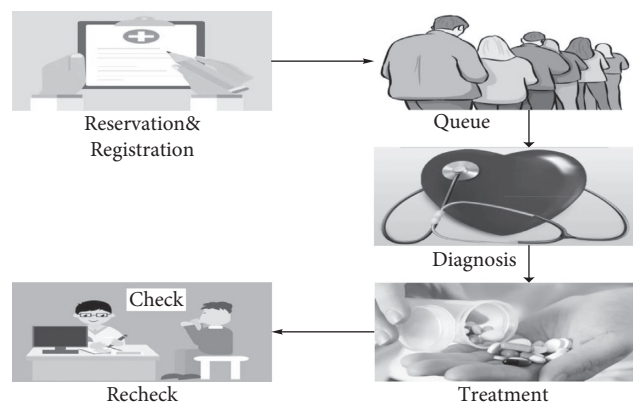 Reservation&
Registration
Queue
Diagnosis
Treatment
Check
Recheck